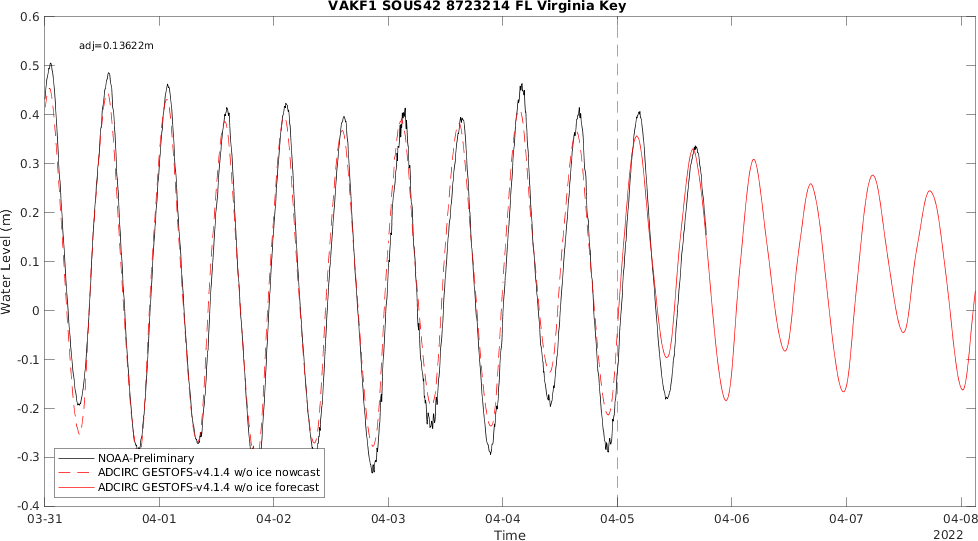 VAKF1 SOUS42 8723214 FL Virginia Key
adj=0.13622m
0.6
0.5
0.4
0.3
0.2
0.1
0
-0.1
-0.2
-0.3
-0.4
Water Level (m)
NOAA-Preliminary
ADCIRC GESTOFS-v4.1.4 w/o ice nowcast
ADCIRC GESTOFS-v4.1.4 w/o ice forecast
03-31 04-01 04-02 04-03 04-04 04-05 04-06 04-07 04-08
Time
2022